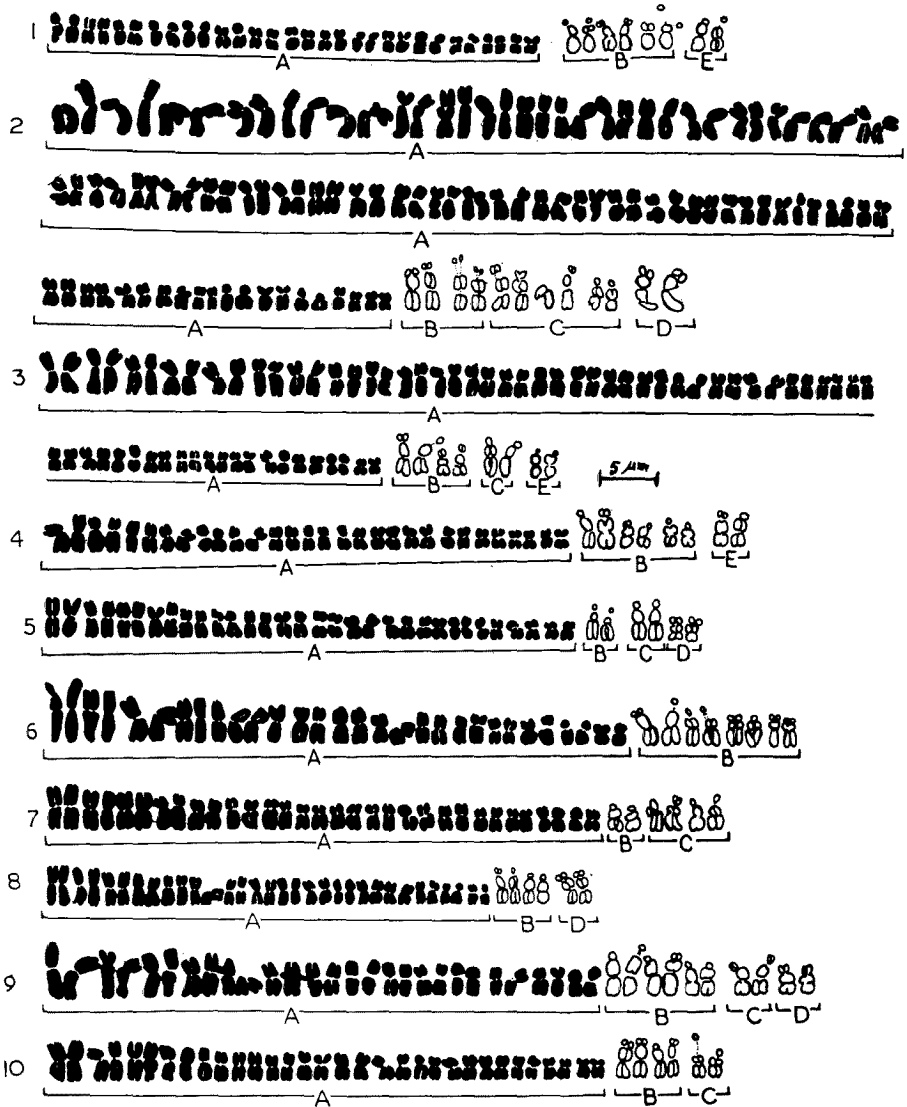 1 A B E
2 A
A
A B C D
3 A
A B C E 5 μm
4 A B E
5 A B C D
6 A B
7 A B C
8 A B D
9 A B C D
10 A B C